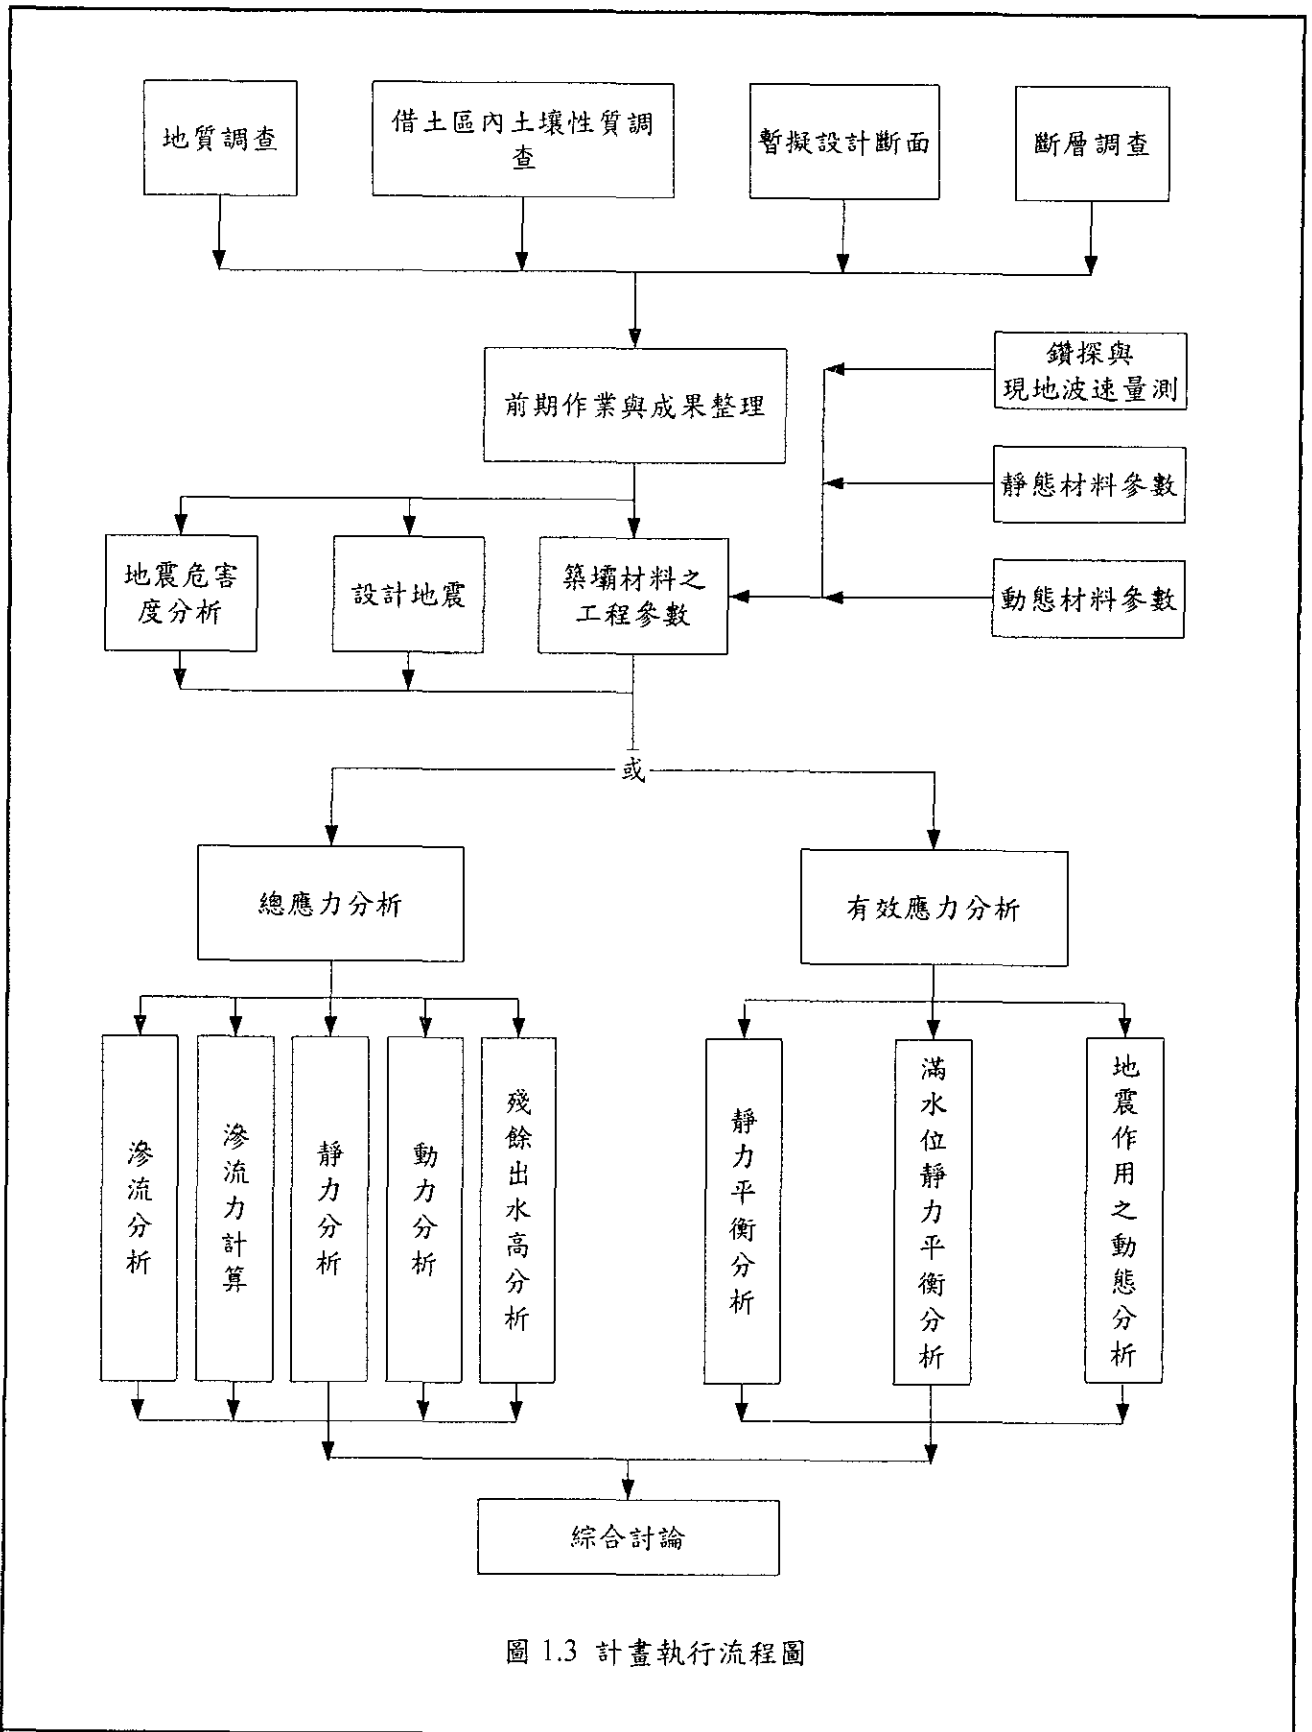 地質調查
借土區內土壤性質調
查
暫擬設計斷面
斷層調查
前期作業與成果整理
鑽探與
現地波速量測
靜態材料參數
動態材料參數
地震危害
度分析
設計地震
築壩材料之
工程參數
或
總應力分析
有效應力分析
滲流分析
滲流力計算
靜力分析
動力分析
殘餘出水高分析
靜力平衡分析
滿水位靜力平衡分析
地震作用之動態分析
綜合討論
圖 1.3 計畫執行流程圖